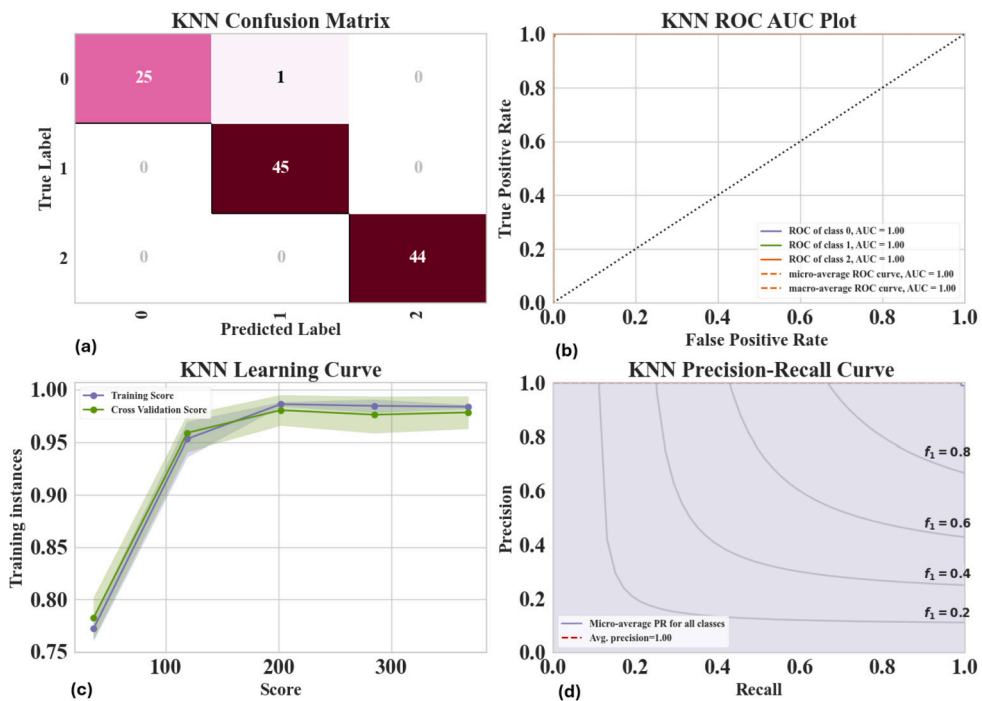 KNN Confusion Matrix
True Label
0
1
2
25
1
0
0
45
0
0
0
44
0
1
2
Predicted Label
(a)
KNN ROC AUC Plot
True Positive Rate
1.0
0.8
0.6
0.4
0.2
0.0
ROC of class 0, AUC = 1.00
ROC of class 1, AUC = 1.00
ROC of class 2, AUC = 1.00
micro-average ROC curve, AUC = 1.00
macro-average ROC curve, AUC = 1.00
0.0 0.2 0.4 0.6 0.8 1.0
False Positive Rate
(b)
KNN Learning Curve
Training instances
1.00
0.95
0.90
0.85
0.80
0.75
Training Score
Cross Validation Score
100 200 300
Score
(c)
KNN Precision-Recall Curve
Precision
1.0
0.8
0.6
0.4
0.2
0.0
f₁ = 0.8
f₁ = 0.6
f₁ = 0.4
f₁ = 0.2
Micro-average PR for all classes
Avg. precision=1.00
0.0 0.2 0.4 0.6 0.8 1.0
Recall
(d)